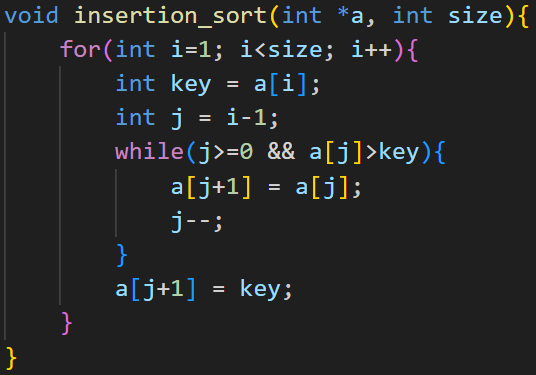 void insertion_sort(int *a, int size){
    for(int i=1; i<size; i++){
        int key = a[i];
        int j = i-1;
        while(j>=0 && a[j]>key){
            a[j+1] = a[j];
            j--;
        }
        a[j+1] = key;
    }
}